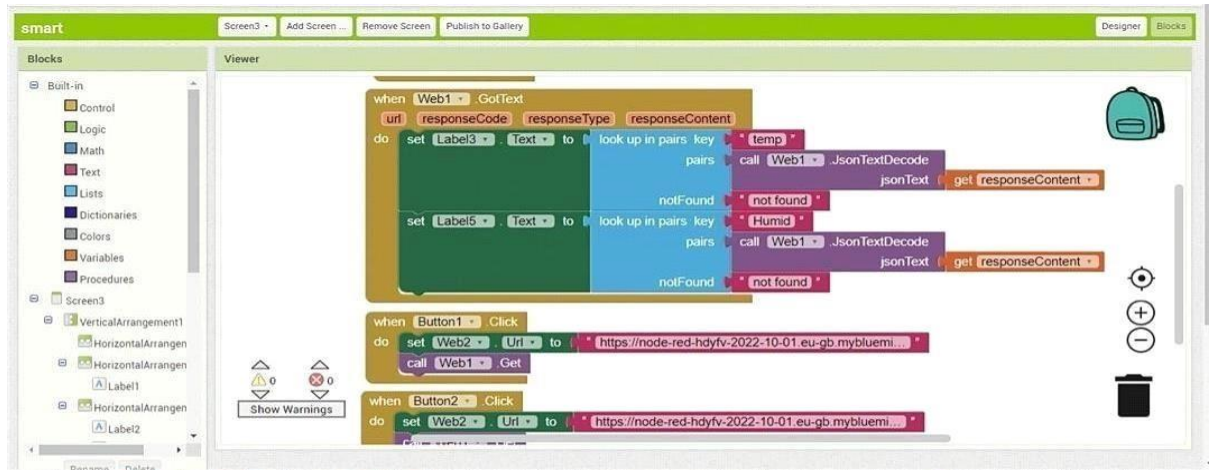 smart
Screen3 Add Screen ... Remove Screen Publish to Gallery
Designer Blocks
Blocks
Viewer
Built-in
Control
Logic
Math
Text
Lists
Dictionaries
Colors
Variables
Procedures
Screen3
VerticalArrangement1
HorizontalArrangen
HorizontalArrangen
Label1
HorizontalArrangen
Label2
Rename Delete
when Web1 .GotText
url responseCode responseType responseContent
do set Label3 . Text to look up in pairs key " temp "
pairs call Web1 .JsonTextDecode
jsonText get responseContent
notFound " not found "
set Label5 . Text to look up in pairs key " Humid "
pairs call Web1 .JsonTextDecode
jsonText get responseContent
notFound " not found "
when Button1 .Click
do set Web2 . Url to " https://node-red-hdyfv-2022-10-01.eu-gb.mybluemi... "
call Web1 .Get
when Button2 .Click
do set Web2 . Url to " https://node-red-hdyfv-2022-10-01.eu-gb.mybluemi... "
0 0
Show Warnings